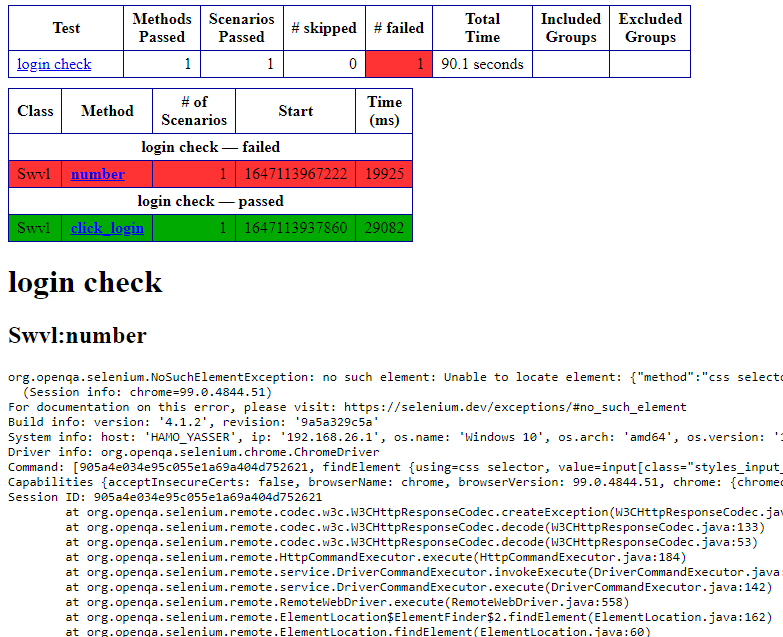 Test Methods Passed Scenarios Passed # skipped # failed Total Time Included Groups Excluded Groups
login check 1 1 0 1 90.1 seconds
Class Method # of Scenarios Start Time (ms)
login check — failed
Swvl number 1 1647113967222 19925
login check — passed
Swvl click_login 1 1647113937860 29082
login check
Swvl:number
org.openqa.selenium.NoSuchElementException: no such element: Unable to locate element: {"method":"css selecto
(Session info: chrome=99.0.4844.51)
For documentation on this error, please visit: https://selenium.dev/exceptions/#no_such_element
Build info: version: '4.1.2', revision: '9a5a329c5a'
System info: host: 'HAMO_YASSER', ip: '192.168.26.1', os.name: 'Windows 10', os.arch: 'amd64', os.version: '1
Driver info: org.openqa.selenium.chrome.ChromeDriver
Command: [905a4e034e95c055e1a69a404d752621, findElement {using=css selector, value=input[class="styles_input_
Capabilities {acceptInsecureCerts: false, browserName: chrome, browserVersion: 99.0.4844.51, chrome: {chromed
Session ID: 905a4e034e95c055e1a69a404d752621
at org.openqa.selenium.remote.codec.w3c.W3CHttpResponseCodec.createException(W3CHttpResponseCodec.jav
at org.openqa.selenium.remote.codec.w3c.W3CHttpResponseCodec.decode(W3CHttpResponseCodec.java:133)
at org.openqa.selenium.remote.codec.w3c.W3CHttpResponseCodec.decode(W3CHttpResponseCodec.java:53)
at org.openqa.selenium.remote.HttpCommandExecutor.execute(HttpCommandExecutor.java:184)
at org.openqa.selenium.remote.service.DriverCommandExecutor.invokeExecute(DriverCommandExecutor.java:
at org.openqa.selenium.remote.service.DriverCommandExecutor.execute(DriverCommandExecutor.java:142)
at org.openqa.selenium.remote.RemoteWebDriver.execute(RemoteWebDriver.java:558)
at org.openqa.selenium.remote.ElementLocation$ElementFinder$2.findElement(ElementLocation.java:162)
at org.openqa.selenium.remote.ElementLocation.findElement(ElementLocation.java:60)